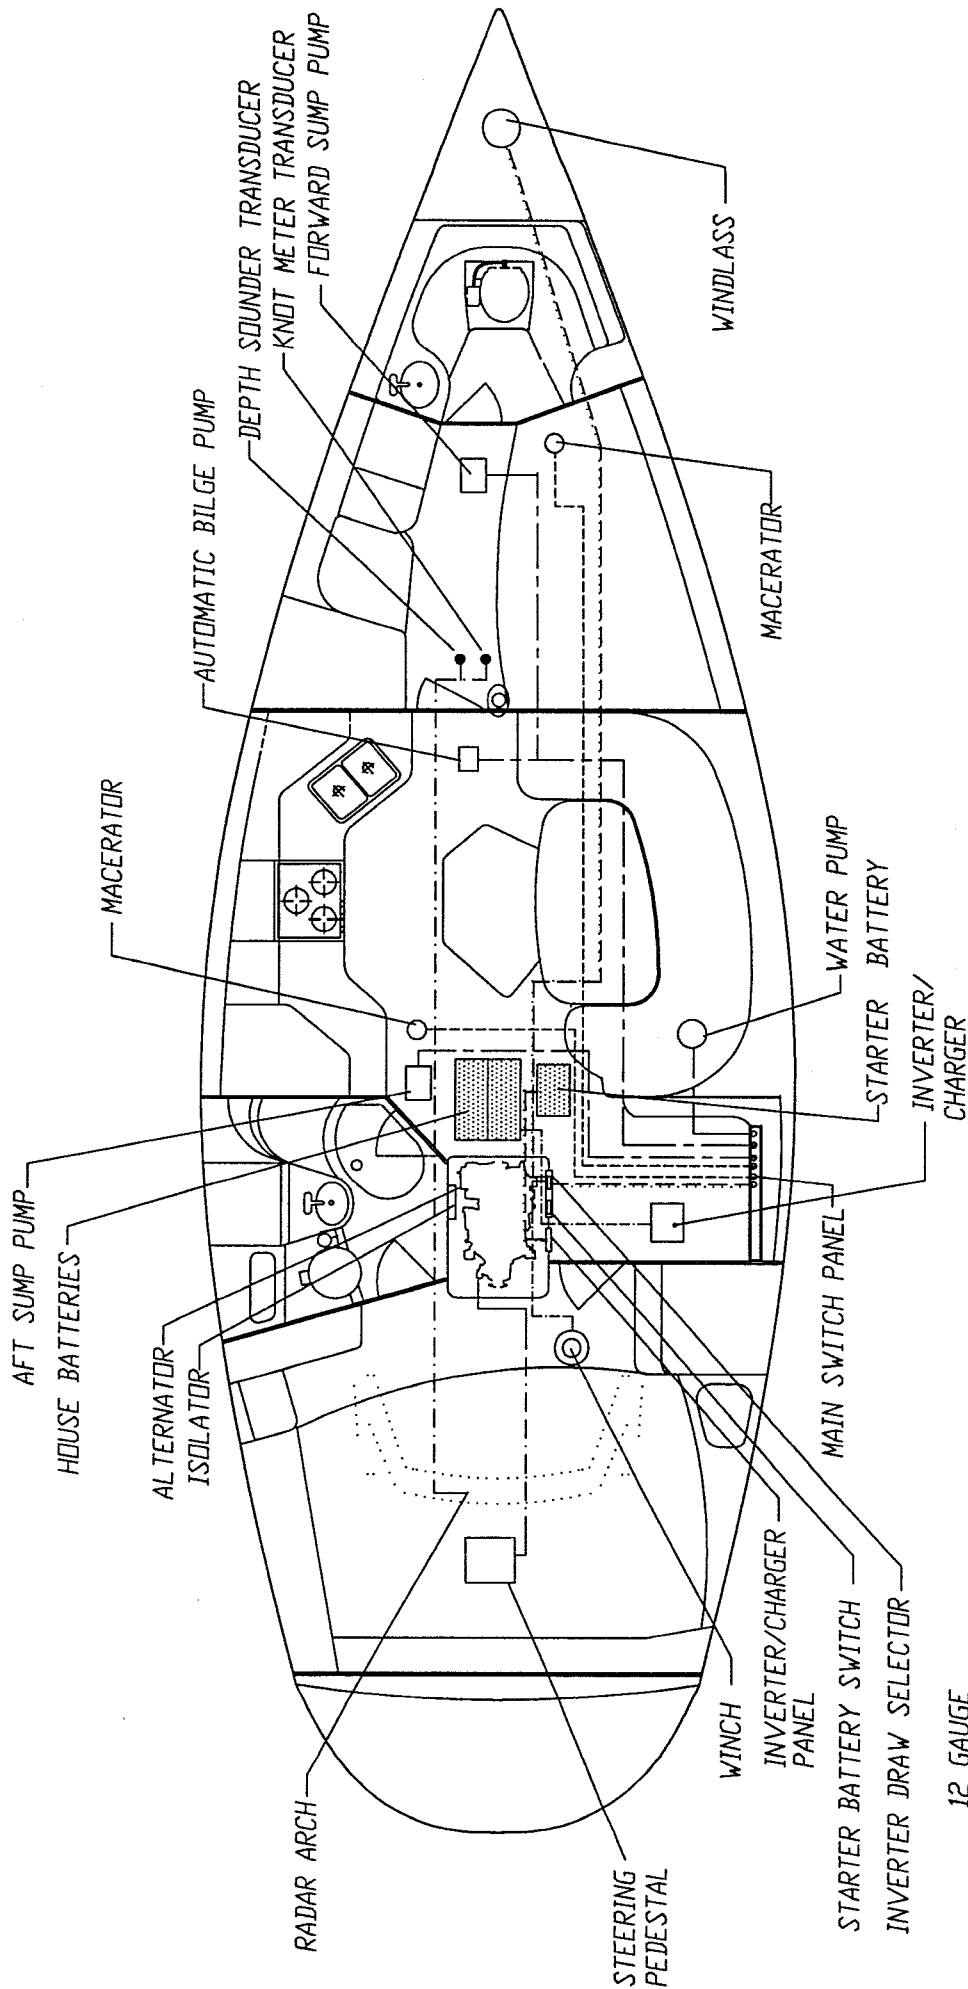 AFT SUMP PUMP
HOUSE BATTERIES
ALTERNATOR
ISOLATOR
MACERATOR
AUTOMATIC BILGE PUMP
DEPTH SOUNDER TRANSDUCER
KNOT METER TRANSDUCER
FORWARD SUMP PUMP
RADAR ARCH
STEERING
PEDESTAL
WINCH
INVERTER/CHARGER
PANEL
STARTER BATTERY SWITCH
INVERTER DRAW SELECTOR
MAIN SWITCH PANEL
INVERTER/
CHARGER
STARTER BATTERY
WATER PUMP
MACERATOR
WINDLASS
12 GAUGE